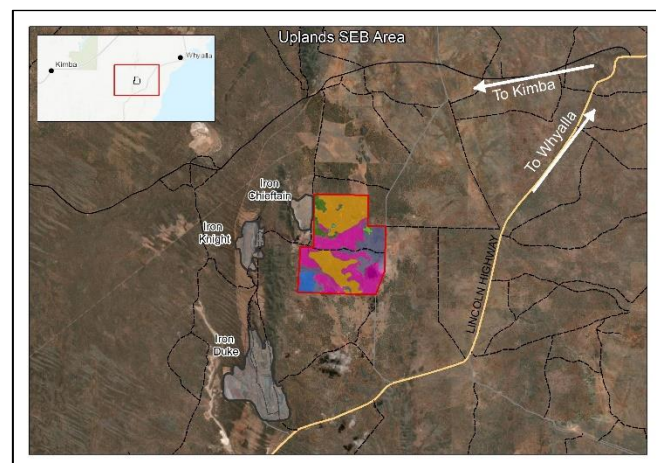 Uplands SEB Area
Whyalla
Kimba
To Kimba
To Whyalla
Iron
Chieftain
Iron
Knight
LINCOLN HIGHWAY
Iron
Duke